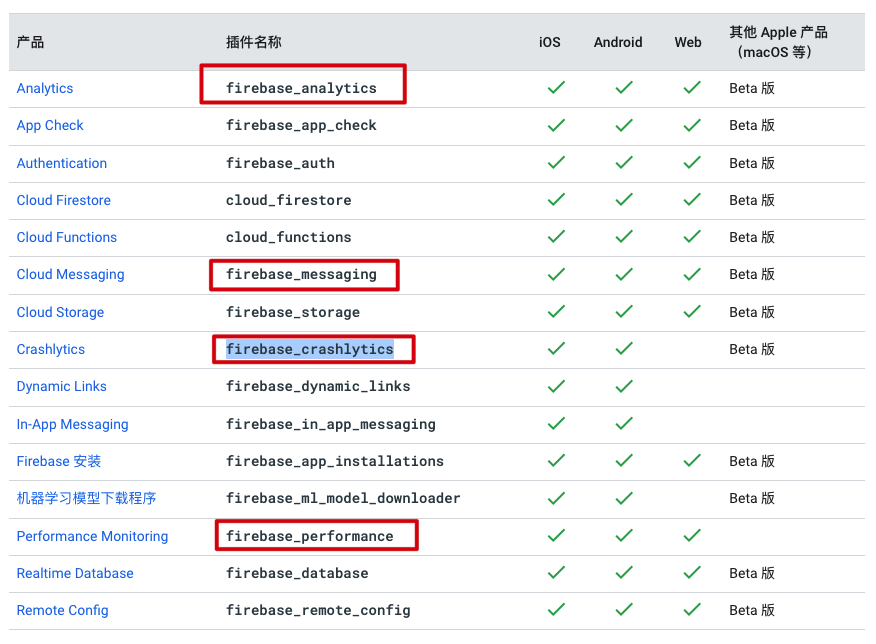 产品 插件名称 iOS Android Web 其他 Apple 产品
（macOS 等）
Analytics firebase_analytics Beta 版
App Check firebase_app_check Beta 版
Authentication firebase_auth Beta 版
Cloud Firestore cloud_firestore Beta 版
Cloud Functions cloud_functions Beta 版
Cloud Messaging firebase_messaging Beta 版
Cloud Storage firebase_storage Beta 版
Crashlytics firebase_crashlytics Beta 版
Dynamic Links firebase_dynamic_links
In-App Messaging firebase_in_app_messaging
Firebase 安装 firebase_app_installations Beta 版
机器学习模型下载程序 firebase_ml_model_downloader Beta 版
Performance Monitoring firebase_performance
Realtime Database firebase_database Beta 版
Remote Config firebase_remote_config Beta 版